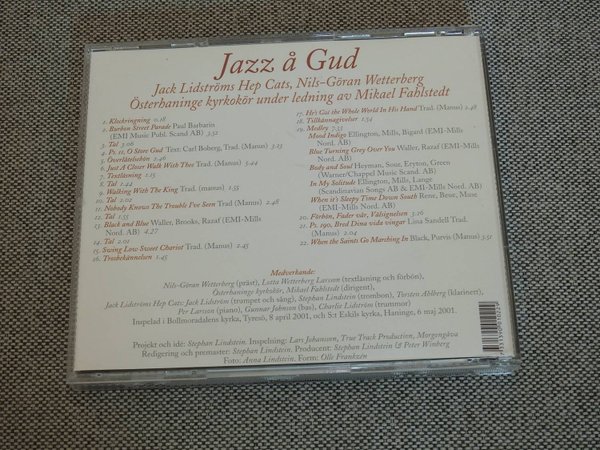 Jazz å Gud
Jack Lidströms Hep Cats, Nils-Göran Wetterberg
Österhaninge kyrkokör under ledning av Mikael Fahlstedt
1. Klockringning 0.18
2. Burbon Street Parade Paul Barbarin
(EMI Music Publ. Scand AB) 3.32
3. Tal 3.06
4. Ps. 11. O Store Gud Text: Carl Boberg, Trad. (Manus) 3.23
5. Överlåtelsebön 2.46
6. Just A Closer Walk With Thee Trad. (Manus) 5.44
7. Textläsning 1.15
8. Tal 1.44
9. Walking With The King Trad. (manus) 1.55
10. Tal 2.02
11. Nobody Knows The Trouble I've Seen Trad. (Manus) 2.48
12. Tal 1.55
13. Black and Blue Waller, Brooks, Razaf (EMI-Mills
Nord. AB) 4.27
14. Tal 2.02
15. Swing Low Sweet Chariot Trad. (Manus) 2.45
16. Trosbekännelsen 1.45
17. He's Got the Whole World In His Hand Trad. (Manus) 2.48
18. Tillkännagivelser 1.54
19. Medley 7.33
Mood Indigo Ellington, Mills, Bigard (EMI-Mills
Nord. AB)
Blue Turning Grey Over You Waller, Razaf (EMI-Mills
Nord. AB)
Body and Soul Heyman, Sour, Eyton, Green
(Warner/Chappel Music Scand. AB)
In My Solitude Ellington, Mills, Lange
(Scandinavian Songs AB & EMI-Mills Nord. AB)
When it's Sleepy Time Down South Rene, Bese, Muse
(EMI-Mills Nord. AB)
20. Förbön, Fader vår, Välsignelsen 3.26
21. Ps. 190. Bred Dina vida vingar Lina Sandell Trad.
(Manus) 2.04
22. When the Saints Go Marching In Black, Purvis (Manus) 3.51
Medverkande:
Nils-Göran Wetterberg (präst), Lotta Wetterberg Larsson (textläsning och förbön),
Österhaninge kyrkokör, Mikael Fahlstedt (dirigent),
Jack Lidströms Hep Cats: Jack Lidström (trumpet och sång), Stephan Lindstein (trombon), Torsten Ahlberg (klarinett),
Per Larsson (piano), Gunnar Johnson (bas), Charlie Lidström (trummor)
Inspelad i Bollmoradalens kyrka, Tyresö, 8 april 2001, och S:t Eskils kyrka, Haninge, 6 maj 2001.
Projekt och ide: Stephan Lindstein. Inspelning: Lars Johansson, True Track Production, Morgongåva
Redigering och premaster: Stephan Lindstein. Producent: Stephan Lindstein & Peter Winberg
Foto: Anna Lindstein. Form: Olle Frankzén